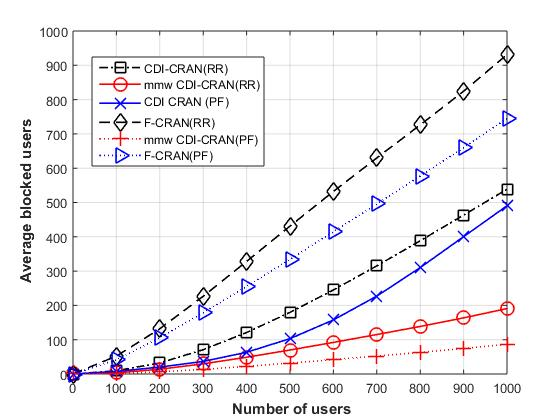 1000
900
800
700
600
500
400
300
200
100
0
Average blocked users
CDI-CRAN(RR)
mmw CDI-CRAN(RR)
CDI CRAN (PF)
F-CRAN(RR)
mmw CDI-CRAN(PF)
F-CRAN(PF)
0 100 200 300 400 500 600 700 800 900 1000
Number of users